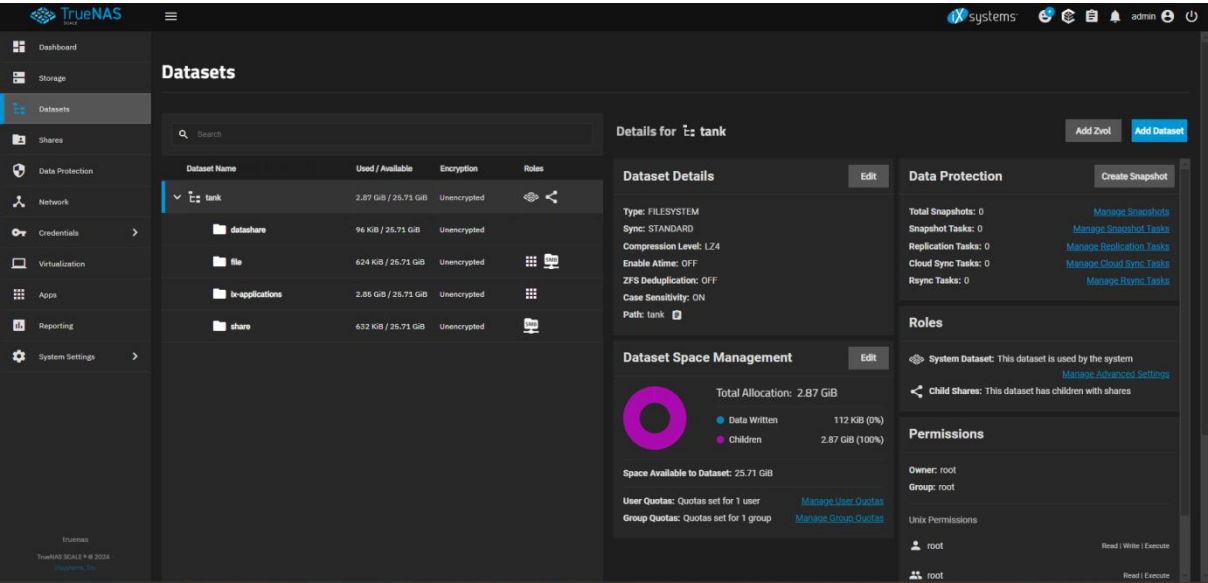 TrueNAS
SCALE
iXsystems
admin
Dashboard
Storage
Datasets
Shares
Data Protection
Network
Credentials
Virtualization
Apps
Reporting
System Settings
truenas
TrueNAS SCALE ® © 2024
Datasets
Search
Dataset Name Used / Available Encryption Roles
tank 2.87 GiB / 25.71 GiB Unencrypted
datashare 96 KiB / 25.71 GiB Unencrypted
file 624 KiB / 25.71 GiB Unencrypted SMB
ix-applications 2.85 GiB / 25.71 GiB Unencrypted
share 632 KiB / 25.71 GiB Unencrypted SMB
Details for tank
Add Zvol
Add Dataset
Dataset Details Edit
Type: FILESYSTEM
Sync: STANDARD
Compression Level: LZ4
Enable Atime: OFF
ZFS Deduplication: OFF
Case Sensitivity: ON
Path: tank
Dataset Space Management Edit
Total Allocation: 2.87 GiB
Data Written 112 KiB (0%)
Children 2.87 GiB (100%)
Space Available to Dataset: 25.71 GiB
User Quotas: Quotas set for 1 user Manage User Quotas
Group Quotas: Quotas set for 1 group Manage Group Quotas
Data Protection Create Snapshot
Total Snapshots: 0 Manage Snapshots
Snapshot Tasks: 0 Manage Snapshot Tasks
Replication Tasks: 0 Manage Replication Tasks
Cloud Sync Tasks: 0 Manage Cloud Sync Tasks
Rsync Tasks: 0 Manage Rsync Tasks
Roles
System Dataset: This dataset is used by the system
Manage Advanced Settings
Child Shares: This dataset has children with shares
Permissions
Owner: root
Group: root
Unix Permissions
root Read | Write | Execute
root Read | Execute